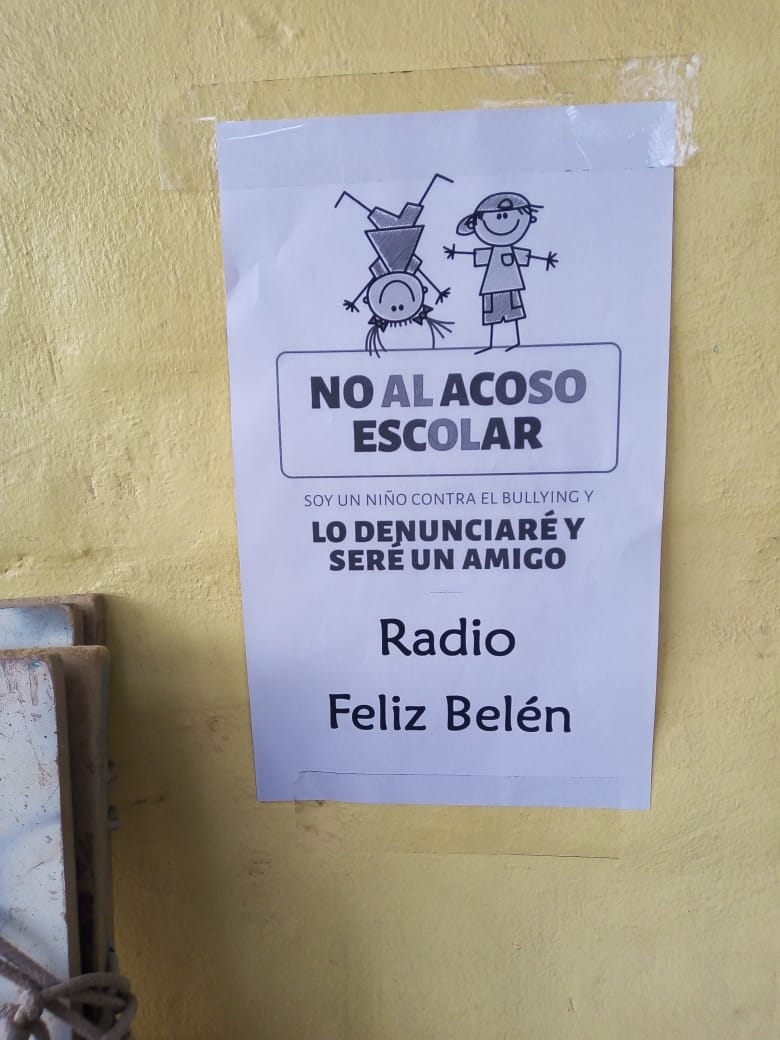 NO AL ACOSO
ESCOLAR
SOY UN NIÑO CONTRA EL BULLYING Y
LO DENUNCIARÉ Y
SERÉ UN AMIGO
Radio
Feliz Belén